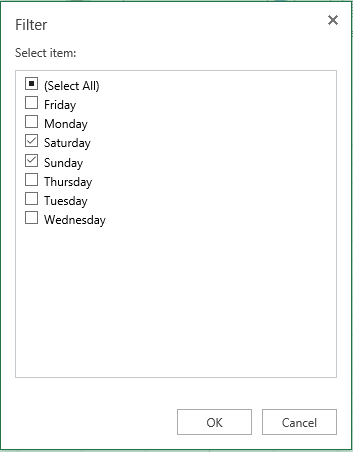 Filter
Select item:
(Select All)
Friday
Monday
Saturday
Sunday
Thursday
Tuesday
Wednesday
OK Cancel